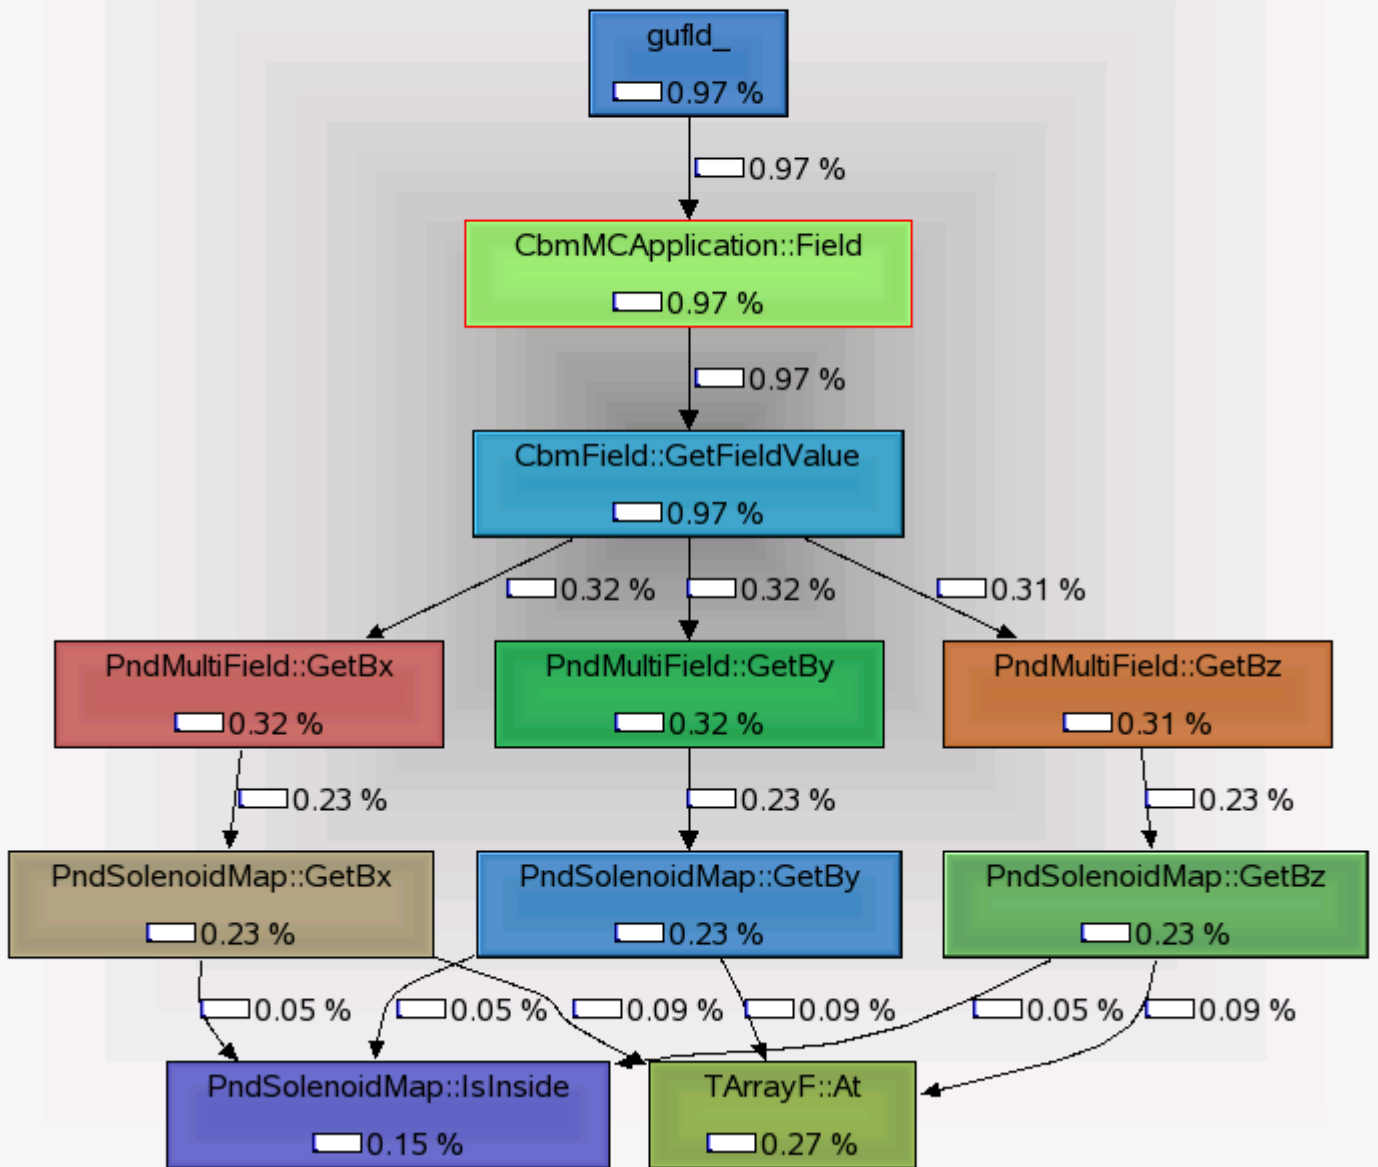 gufld_
0.97 %
0.97 %
CbmMCApplication::Field
0.97 %
0.97 %
CbmField::GetFieldValue
0.97 %
0.32 % 0.32 % 0.31 %
PndMultiField::GetBx PndMultiField::GetBy PndMultiField::GetBz
0.32 % 0.32 % 0.31 %
0.23 % 0.23 % 0.23 %
PndSolenoidMap::GetBx PndSolenoidMap::GetBy PndSolenoidMap::GetBz
0.23 % 0.23 % 0.23 %
0.05 % 0.05 % 0.09 % 0.09 % 0.05 % 0.09 %
PndSolenoidMap::IsInside TArrayF::At
0.15 % 0.27 %